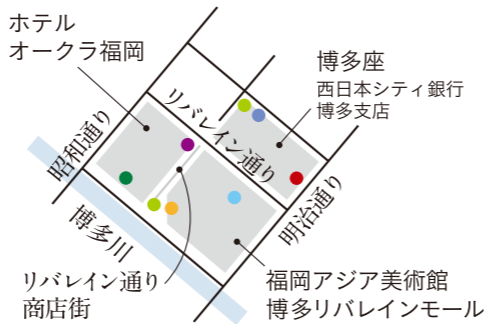 ホテル
オークラ福岡
博多座
西日本シティ銀行
博多支店
リバレイン通り
昭和通り
明治通り
博多川
リバレイン通り
商店街
福岡アジア美術館
博多リバレインモール